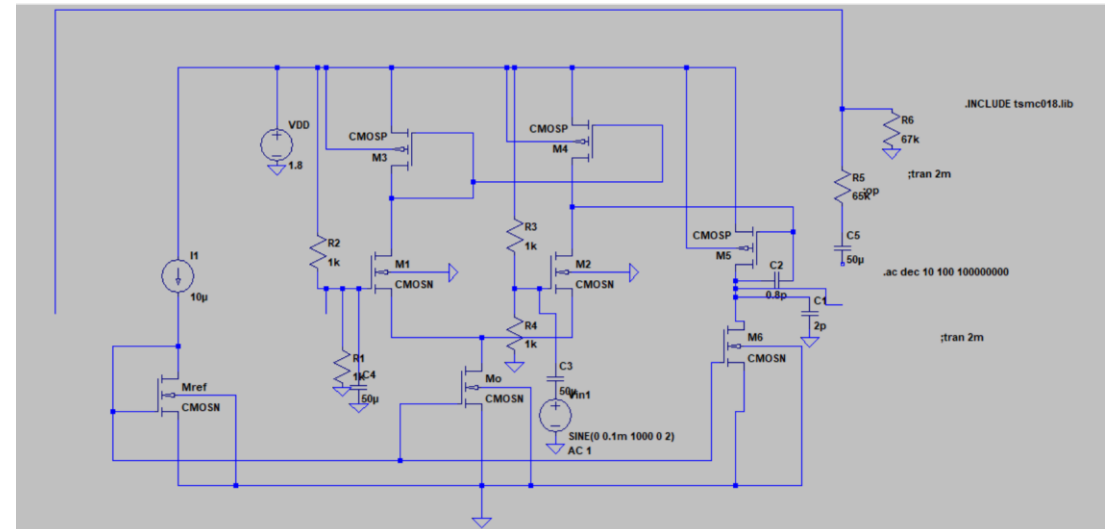 VDD
1.8
I1
10µ
Mref
CMOSN
R2
1k
R1
1k
C4
50µ
CMOSP
M3
M1
CMOSN
Mo
CMOSN
CMOSP
M4
R3
1k
M2
CMOSN
R4
1k
C3
50µ
Vin1
SINE(0 0.1m 1000 0 2)
AC 1
CMOSP
M5
C2
0.8p
C1
2p
M6
CMOSN
R6
67k
R5
65k
;op
C5
50µ
.INCLUDE tsmc018.lib
;tran 2m
.ac dec 10 100 100000000
;tran 2m